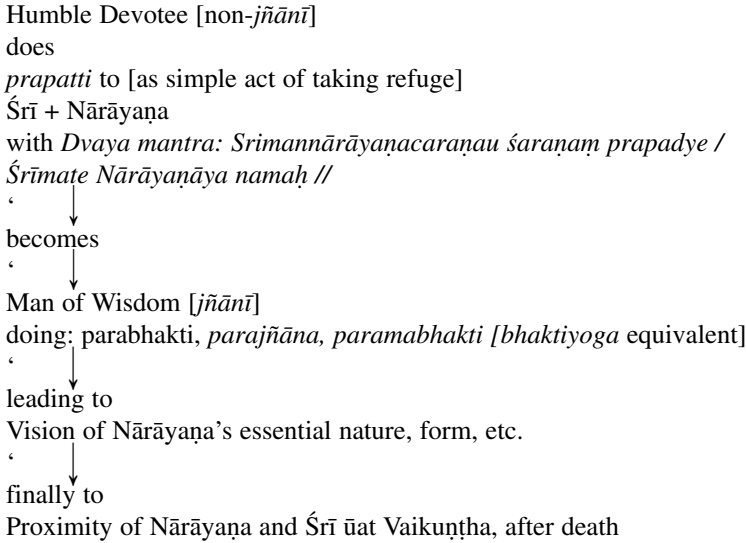 Humble Devotee [non-jñānī]
does
prapatti to [as simple act of taking refuge]
Śrī + Nārāyaṇa
with Dvaya mantra: Srimannārāyaṇacaraṇau śaraṇaṃ prapadye /
Śrīmate Nārāyaṇāya namaḥ //
‘
becomes
‘
Man of Wisdom [jñānī]
doing: parabhakti, parajñāna, paramabhakti [bhaktiyoga equivalent]
‘
leading to
Vision of Nārāyaṇa’s essential nature, form, etc.
‘
finally to
Proximity of Nārāyaṇa and Śrī ūat Vaikuṇṭha, after death